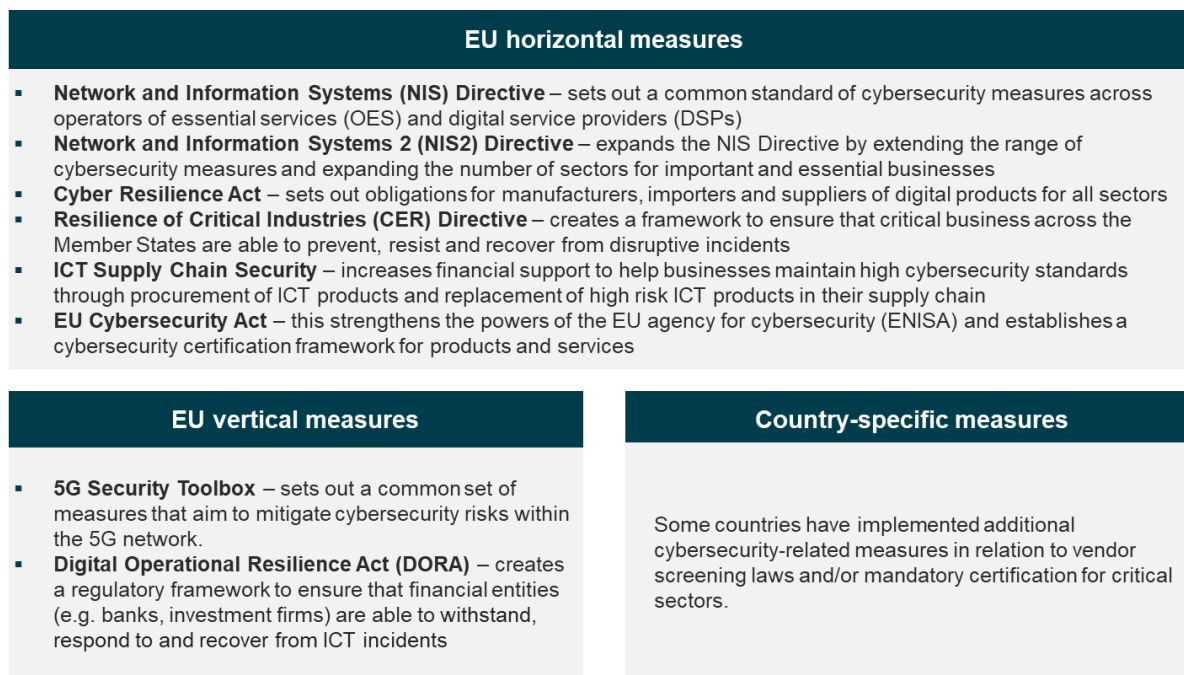 EU horizontal measures
▪ Network and Information Systems (NIS) Directive – sets out a common standard of cybersecurity measures across
operators of essential services (OES) and digital service providers (DSPs)
▪ Network and Information Systems 2 (NIS2) Directive – expands the NIS Directive by extending the range of
cybersecurity measures and expanding the number of sectors for important and essential businesses
▪ Cyber Resilience Act – sets out obligations for manufacturers, importers and suppliers of digital products for all sectors
▪ Resilience of Critical Industries (CER) Directive – creates a framework to ensure that critical business across the
Member States are able to prevent, resist and recover from disruptive incidents
▪ ICT Supply Chain Security – increases financial support to help businesses maintain high cybersecurity standards
through procurement of ICT products and replacement of high risk ICT products in their supply chain
▪ EU Cybersecurity Act – this strengthens the powers of the EU agency for cybersecurity (ENISA) and establishes a
cybersecurity certification framework for products and services
EU vertical measures
▪ 5G Security Toolbox – sets out a common set of
measures that aim to mitigate cybersecurity risks within
the 5G network.
▪ Digital Operational Resilience Act (DORA) – creates
a regulatory framework to ensure that financial entities
(e.g. banks, investment firms) are able to withstand,
respond to and recover from ICT incidents
Country-specific measures
Some countries have implemented additional
cybersecurity-related measures in relation to vendor
screening laws and/or mandatory certification for critical
sectors.